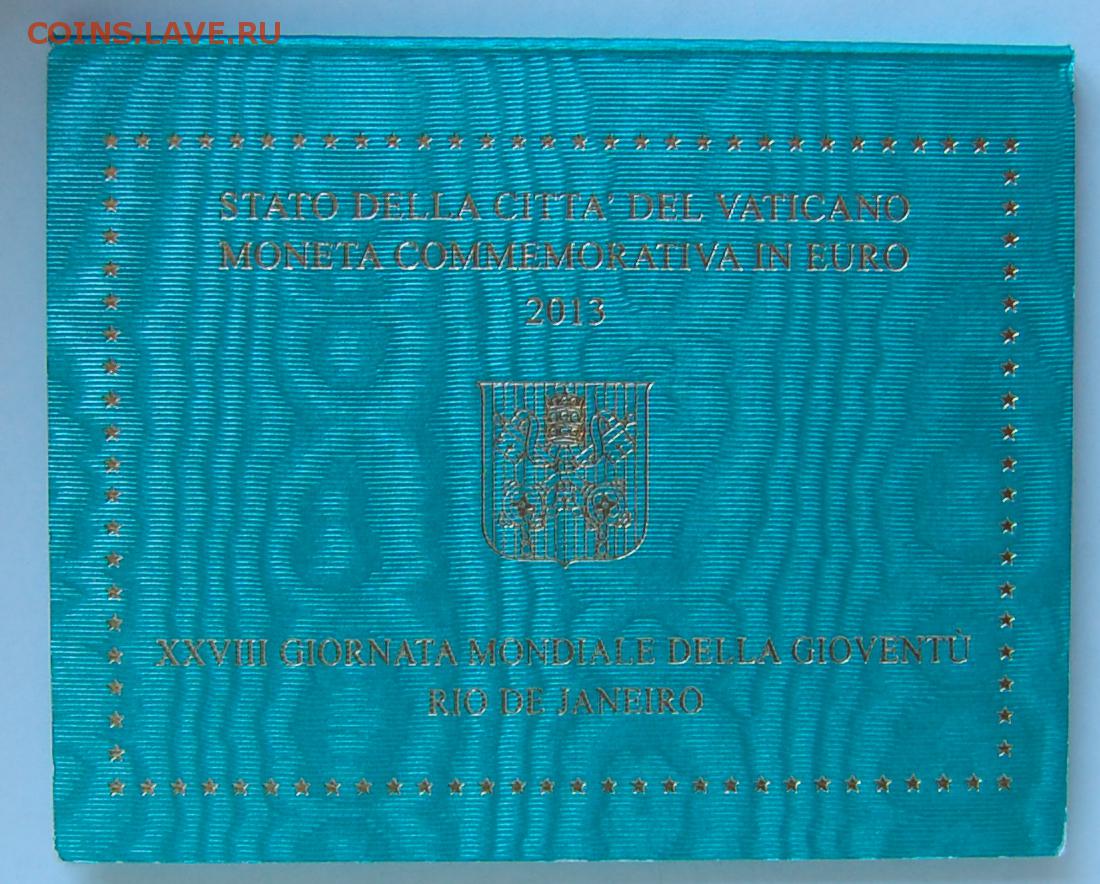 COINS.LAVE.RU
STATO DELLA CITTA' DEL VATICANO
MONETA COMMEMORATIVA IN EURO
2013
XXVIII GIORNATA MONDIALE DELLA GIOVENTÙ
RIO DE JANEIRO